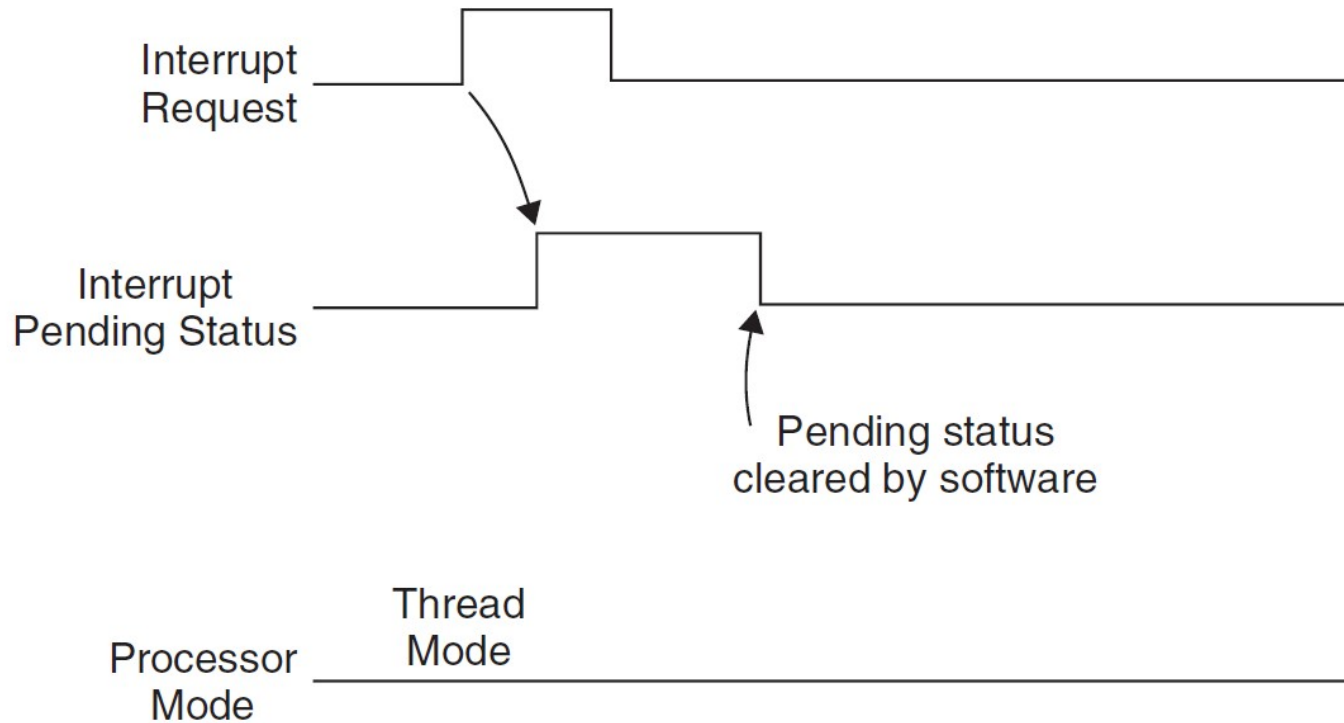 Interrupt
Request
Interrupt
Pending Status
Pending status
cleared by software
Thread
Mode
Processor
Mode